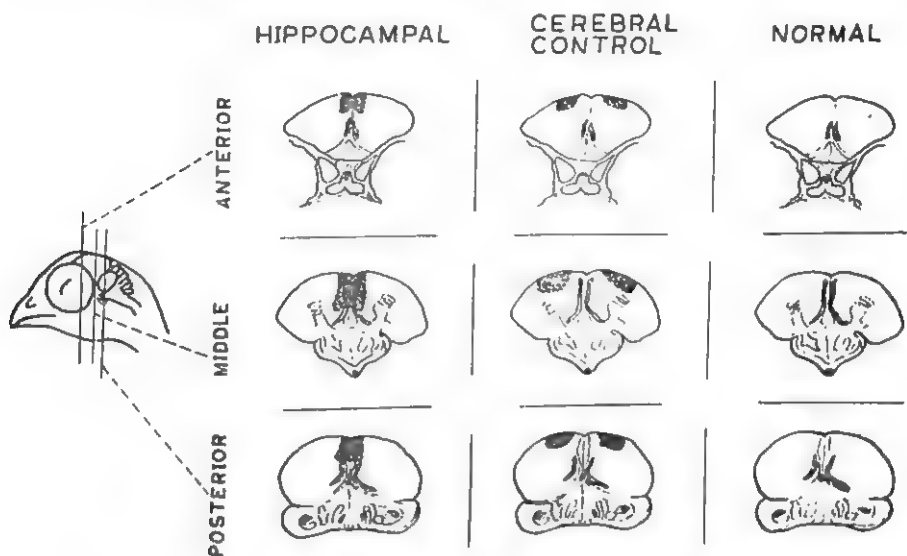 HIPPOCAMPAL
CEREBRAL
CONTROL
NORMAL
ANTERIOR
MIDDLE
POSTERIOR